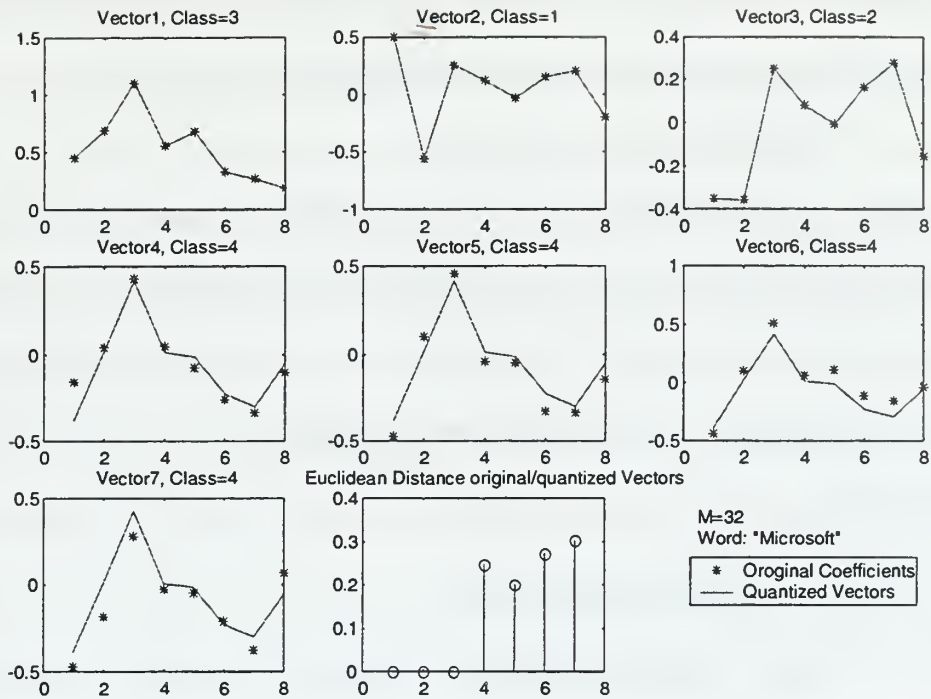 Vector1, Class=3
1.5
1
0.5
0
0 2 4 6 8
Vector2, Class=1
0.5
0
-0.5
-1
0 2 4 6 8
Vector3, Class=2
0.4
0.2
0
-0.2
-0.4
0 2 4 6 8
Vector4, Class=4
0.5
0
-0.5
0 2 4 6 8
Vector5, Class=4
0.5
0
-0.5
0 2 4 6 8
Vector6, Class=4
1
0.5
0
-0.5
0 2 4 6 8
Vector7, Class=4
0.5
0
-0.5
0 2 4 6 8
Euclidean Distance original/quantized Vectors
0.4
0.3
0.2
0.1
0
0 2 4 6 8
M=32
Word: "Microsoft"
Oroginal Coefficients
Quantized Vectors